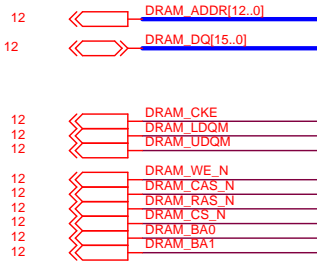 12 DRAM_ADDR[12..0]
12 DRAM_DQ[15..0]
12 DRAM_CKE
12 DRAM_LDQM
12 DRAM_UDQM
12 DRAM_WE_N
12 DRAM_CAS_N
12 DRAM_RAS_N
12 DRAM_CS_N
12 DRAM_BA0
12 DRAM_BA1